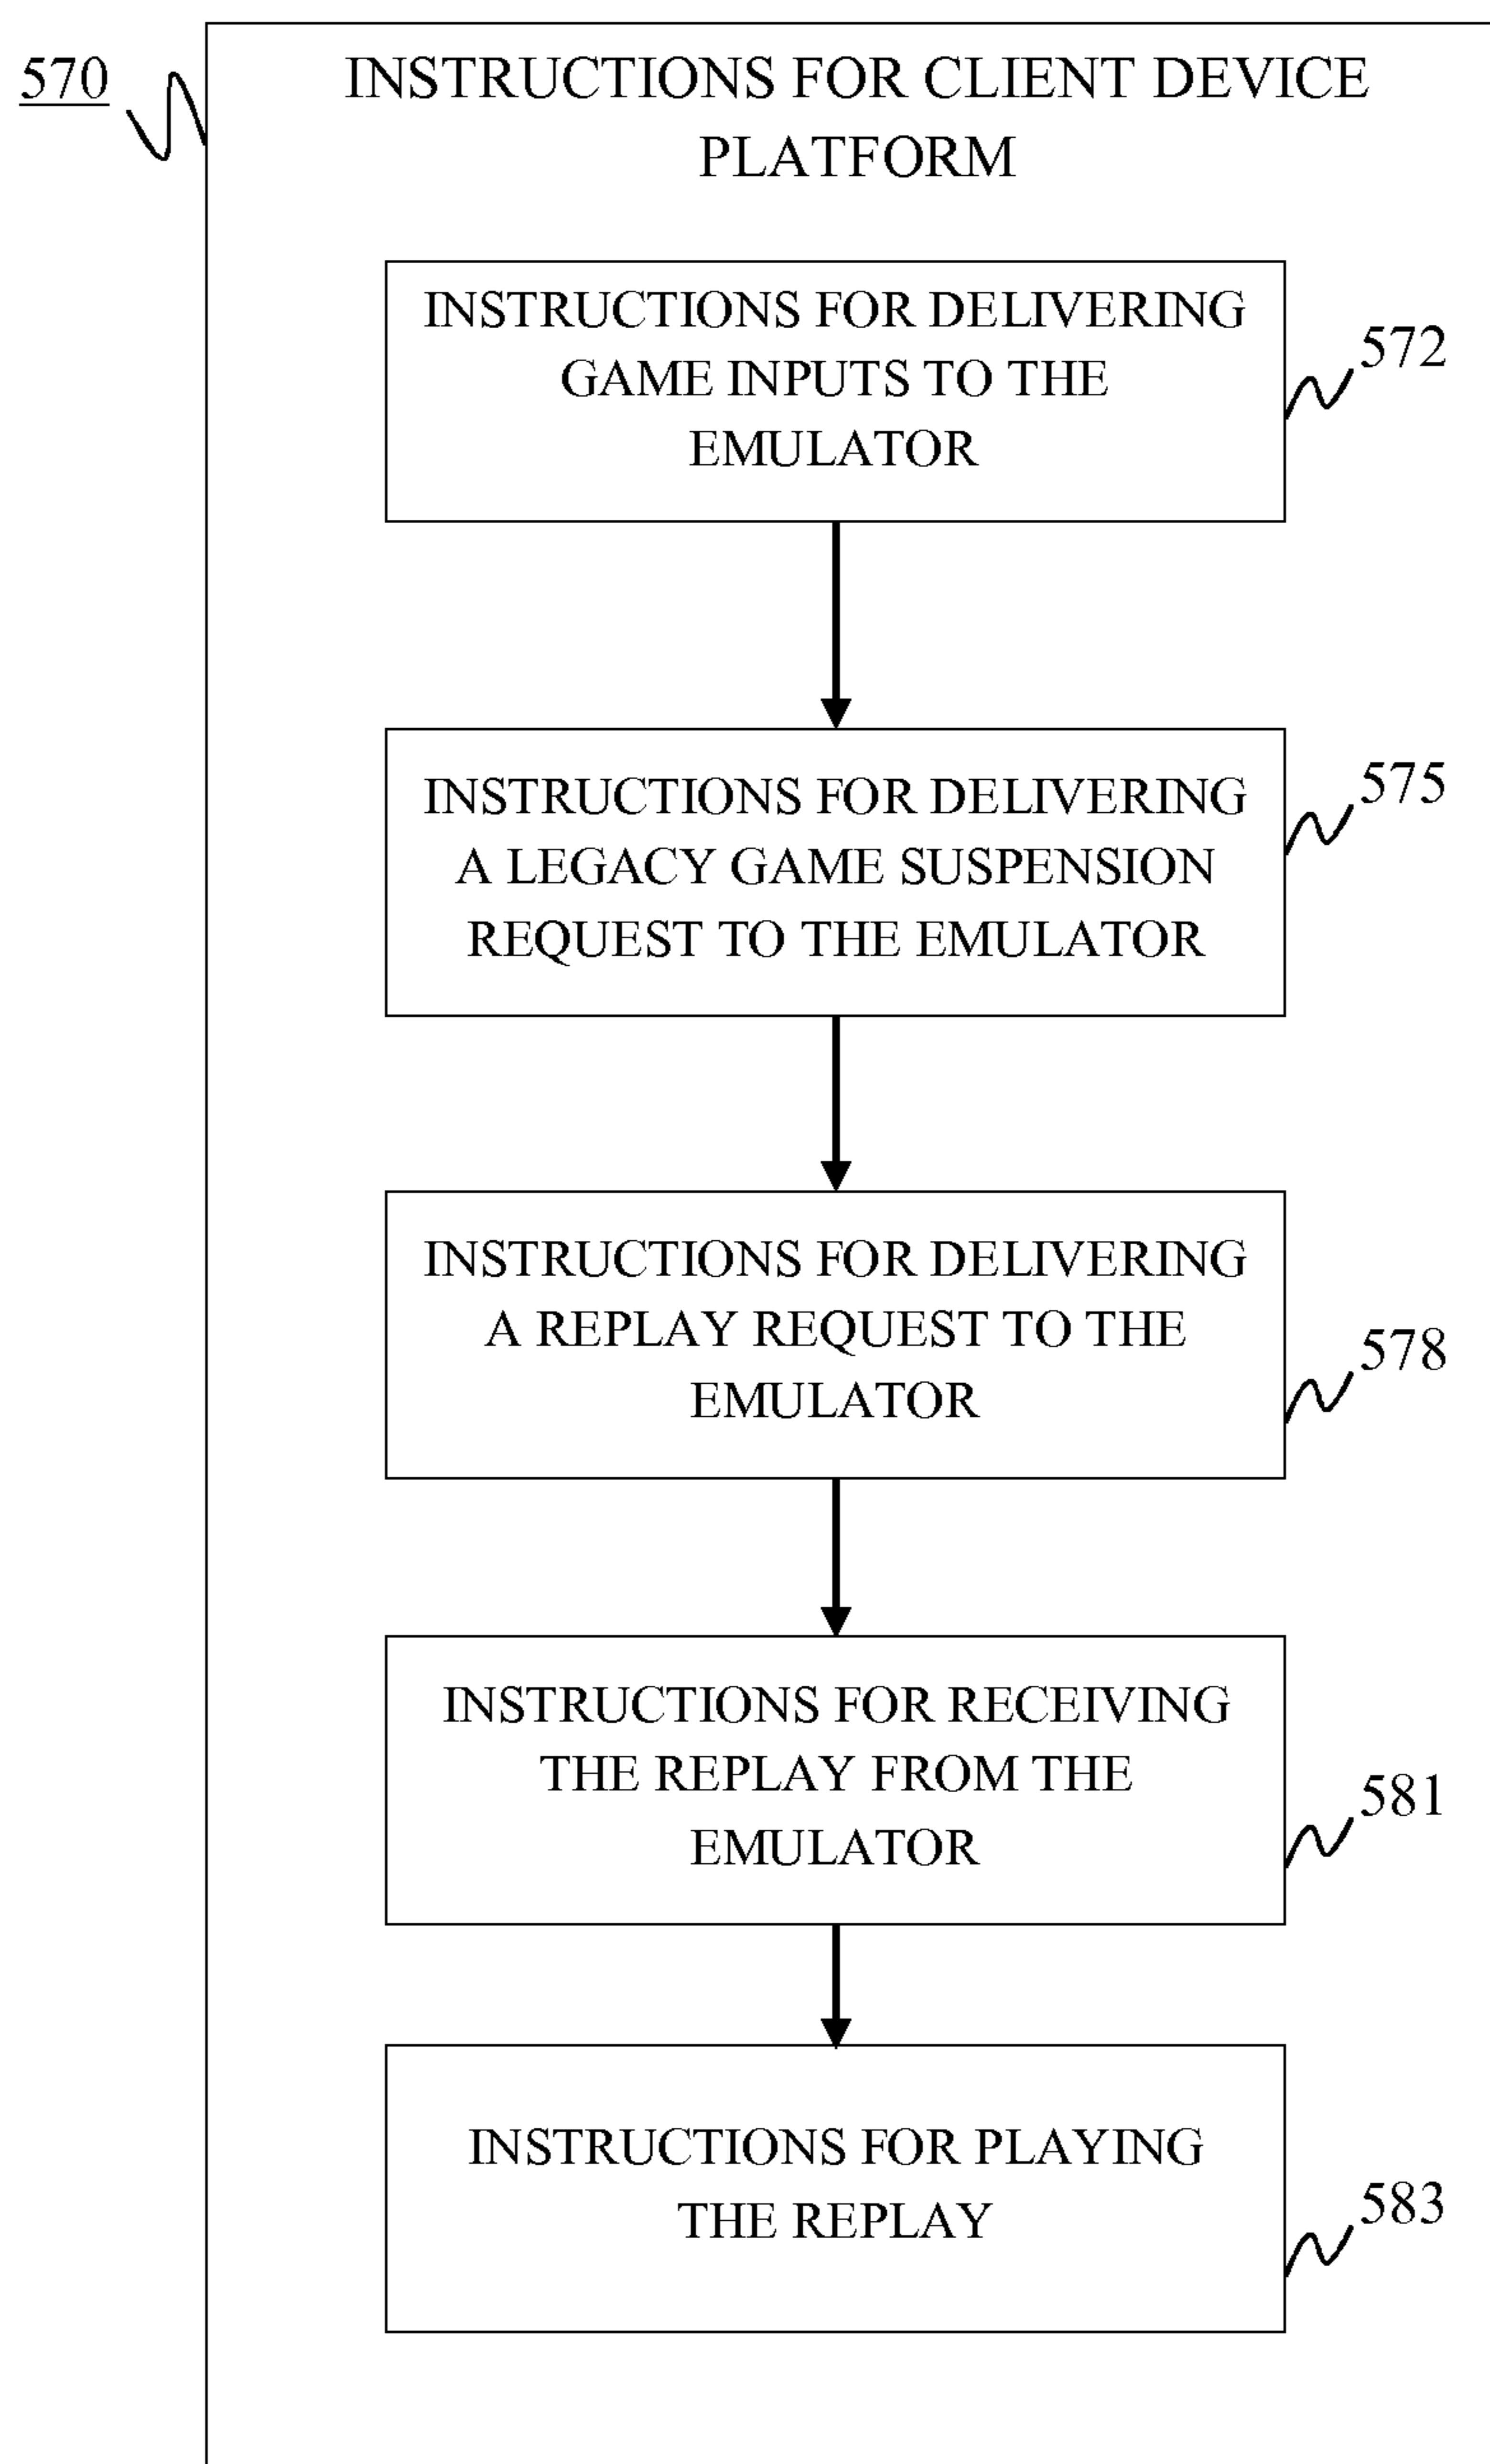 570
INSTRUCTIONS FOR CLIENT DEVICE
PLATFORM
INSTRUCTIONS FOR DELIVERING
GAME INPUTS TO THE
EMULATOR
572
INSTRUCTIONS FOR DELIVERING
A LEGACY GAME SUSPENSION
REQUEST TO THE EMULATOR
575
INSTRUCTIONS FOR DELIVERING
A REPLAY REQUEST TO THE
EMULATOR
578
INSTRUCTIONS FOR RECEIVING
THE REPLAY FROM THE
EMULATOR
581
INSTRUCTIONS FOR PLAYING
THE REPLAY
583